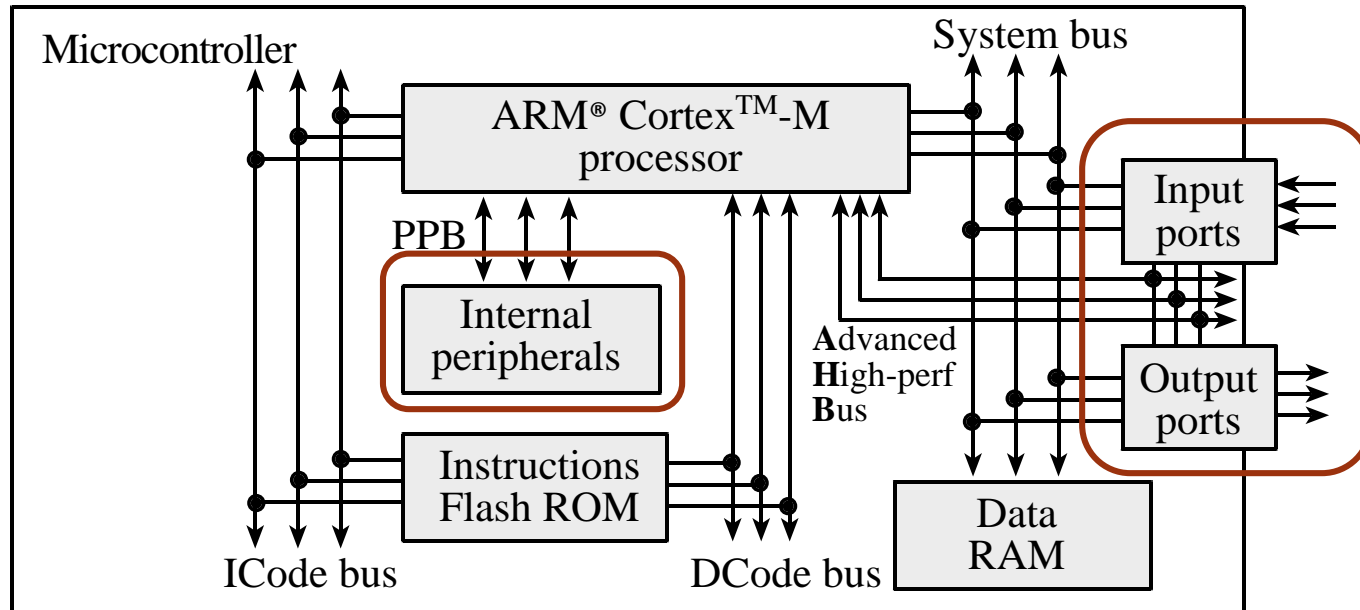 Microcontroller
System bus
ARM® Cortex™-M
processor
Input
ports
PPB
Internal
peripherals
Advanced
High-perf
Bus
Output
ports
Instructions
Flash ROM
Data
RAM
ICode bus
DCode bus